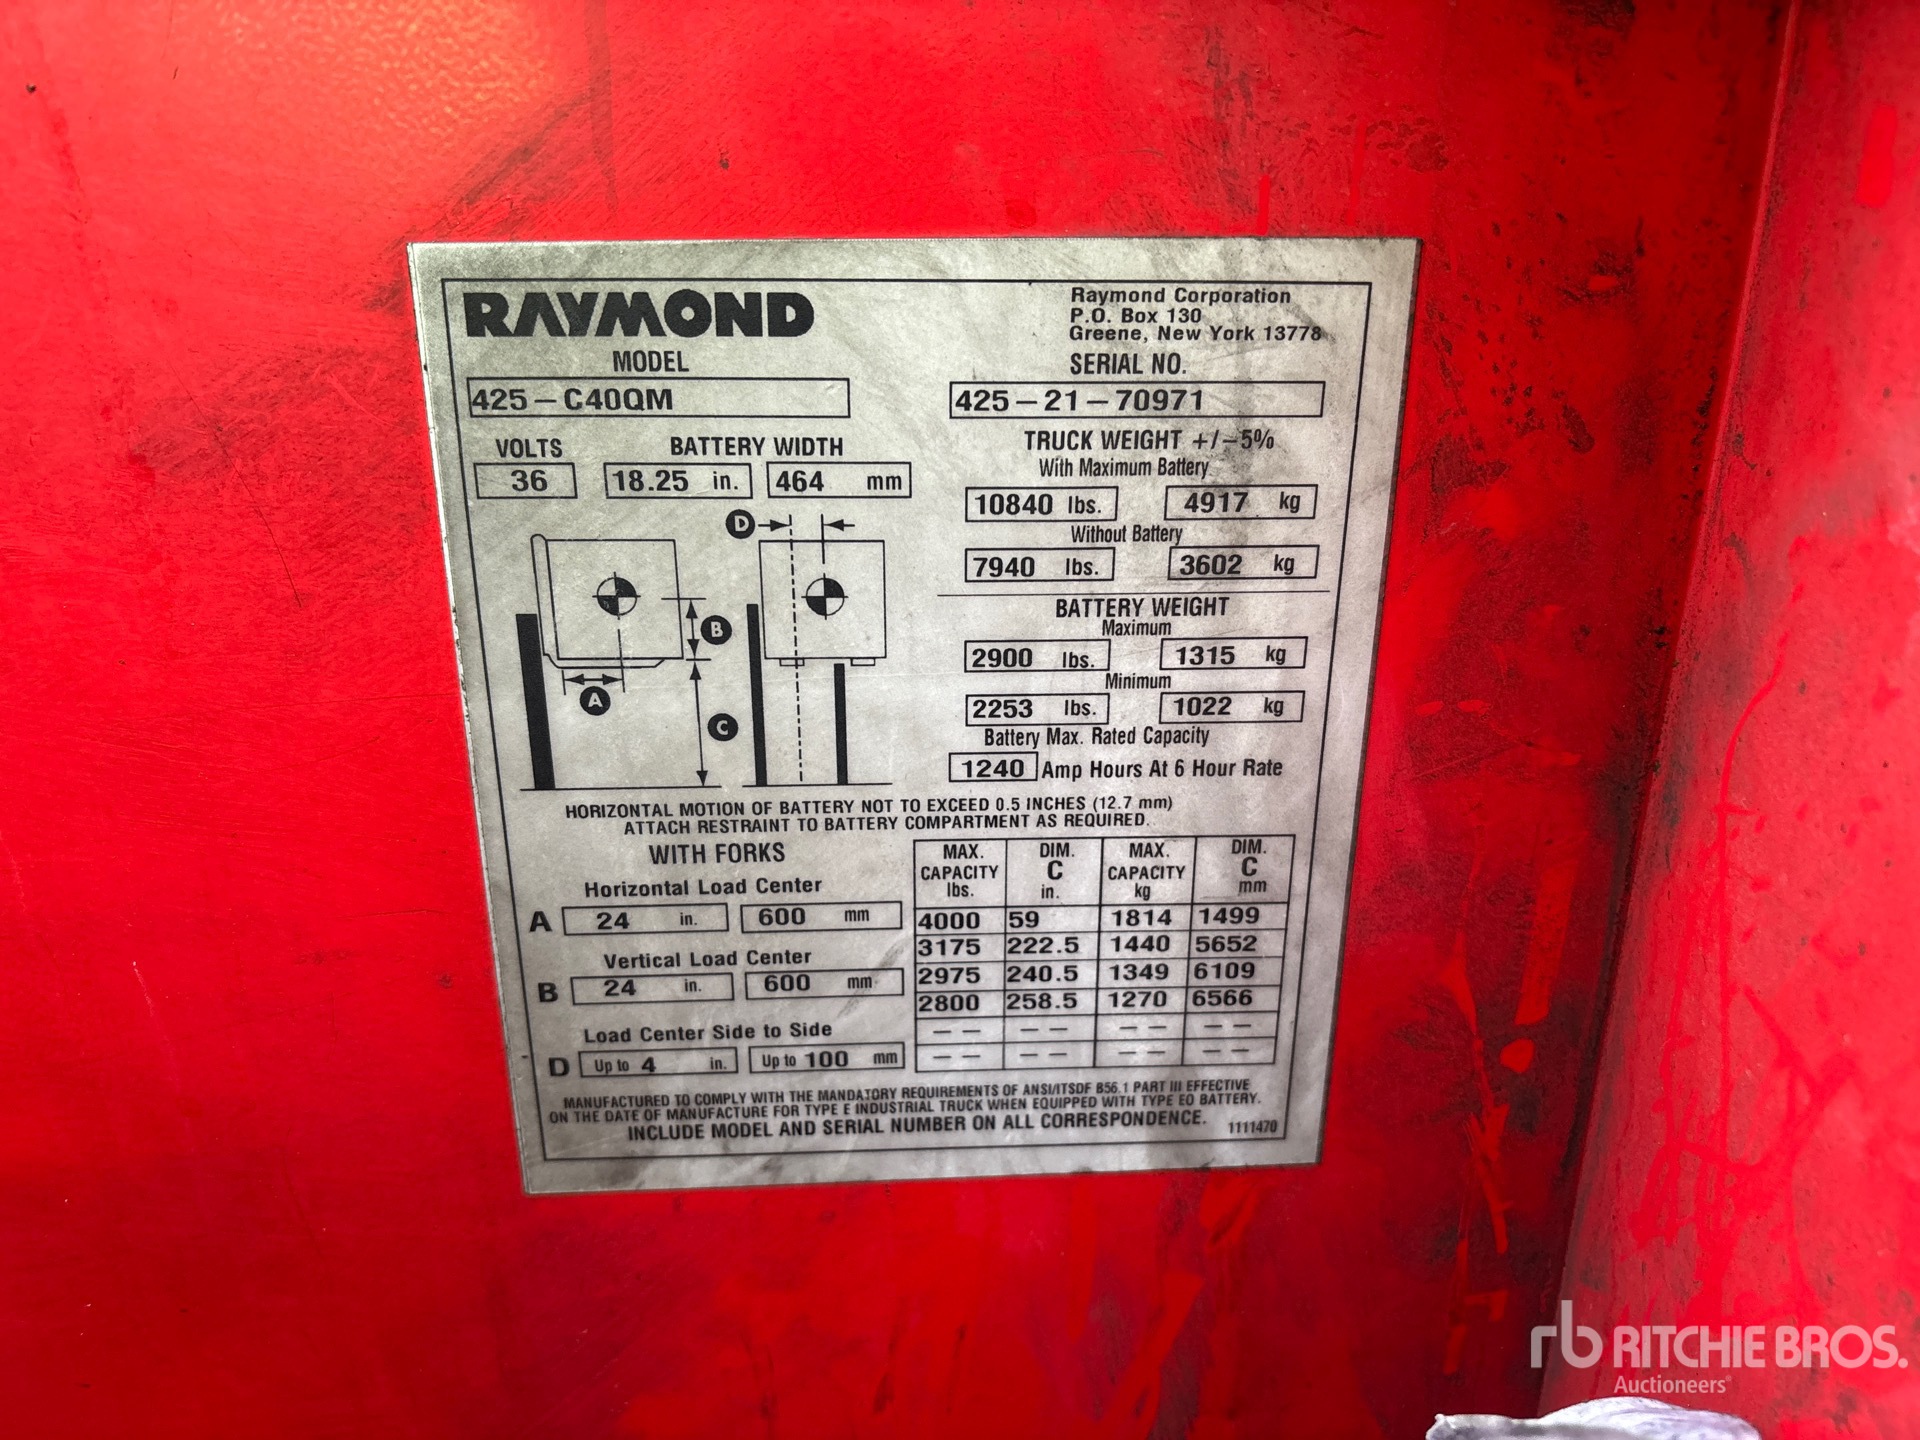 RAYMOND
Raymond Corporation
P.O. Box 130
Greene, New York 13778
MODEL
425-C40QM
SERIAL NO.
425-21-70971
VOLTS
36
BATTERY WIDTH
18.25 in. 464 mm
TRUCK WEIGHT +/-5%
With Maximum Battery
10840 lbs. 4917 kg
Without Battery
7940 lbs. 3602 kg
BATTERY WEIGHT
Maximum
2900 lbs. 1315 kg
Minimum
2253 lbs. 1022 kg
Battery Max. Rated Capacity
1240 Amp Hours At 6 Hour Rate
D
B
A
C
HORIZONTAL MOTION OF BATTERY NOT TO EXCEED 0.5 INCHES (12.7 mm)
ATTACH RESTRAINT TO BATTERY COMPARTMENT AS REQUIRED.
WITH FORKS
Horizontal Load Center
A 24 in. 600 mm
Vertical Load Center
B 24 in. 600 mm
Load Center Side to Side
D Up to 4 in. Up to 100 mm
MAX. CAPACITY lbs. DIM. C in. MAX. CAPACITY kg DIM. C mm
4000 59 1814 1499
3175 222.5 1440 5652
2975 240.5 1349 6109
2800 258.5 1270 6566
-- -- -- --
-- -- -- --
MANUFACTURED TO COMPLY WITH THE MANDATORY REQUIREMENTS OF ANSI/ITSDF B56.1 PART III EFFECTIVE
ON THE DATE OF MANUFACTURE FOR TYPE E INDUSTRIAL TRUCK WHEN EQUIPPED WITH TYPE EO BATTERY.
INCLUDE MODEL AND SERIAL NUMBER ON ALL CORRESPONDENCE.
1111470
rb RITCHIE BROS.
Auctioneers